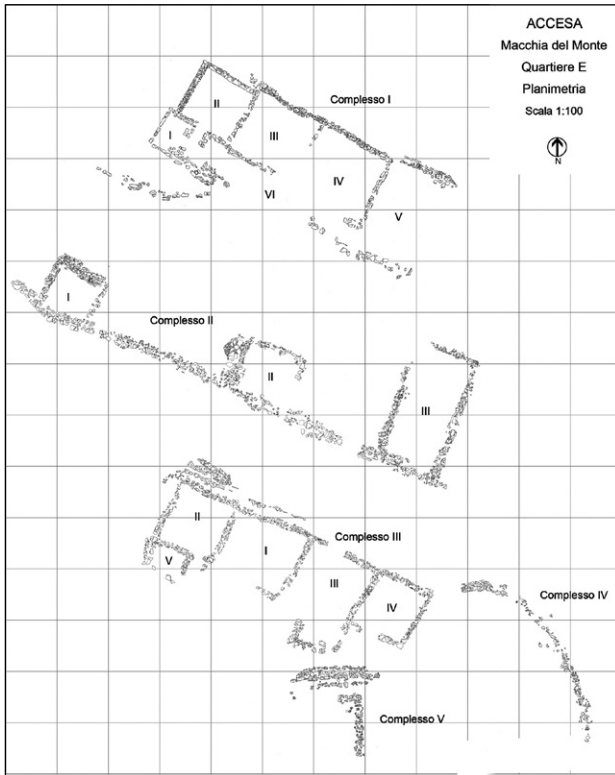 ACCESA
Macchia del Monte
Quartiere E
Planimetria
Scala 1:100
N
Complesso I
II
I
III
IV
VI
V
I
Complesso II
II
III
II
Complesso III
V
I
III
IV
Complesso IV
Complesso V